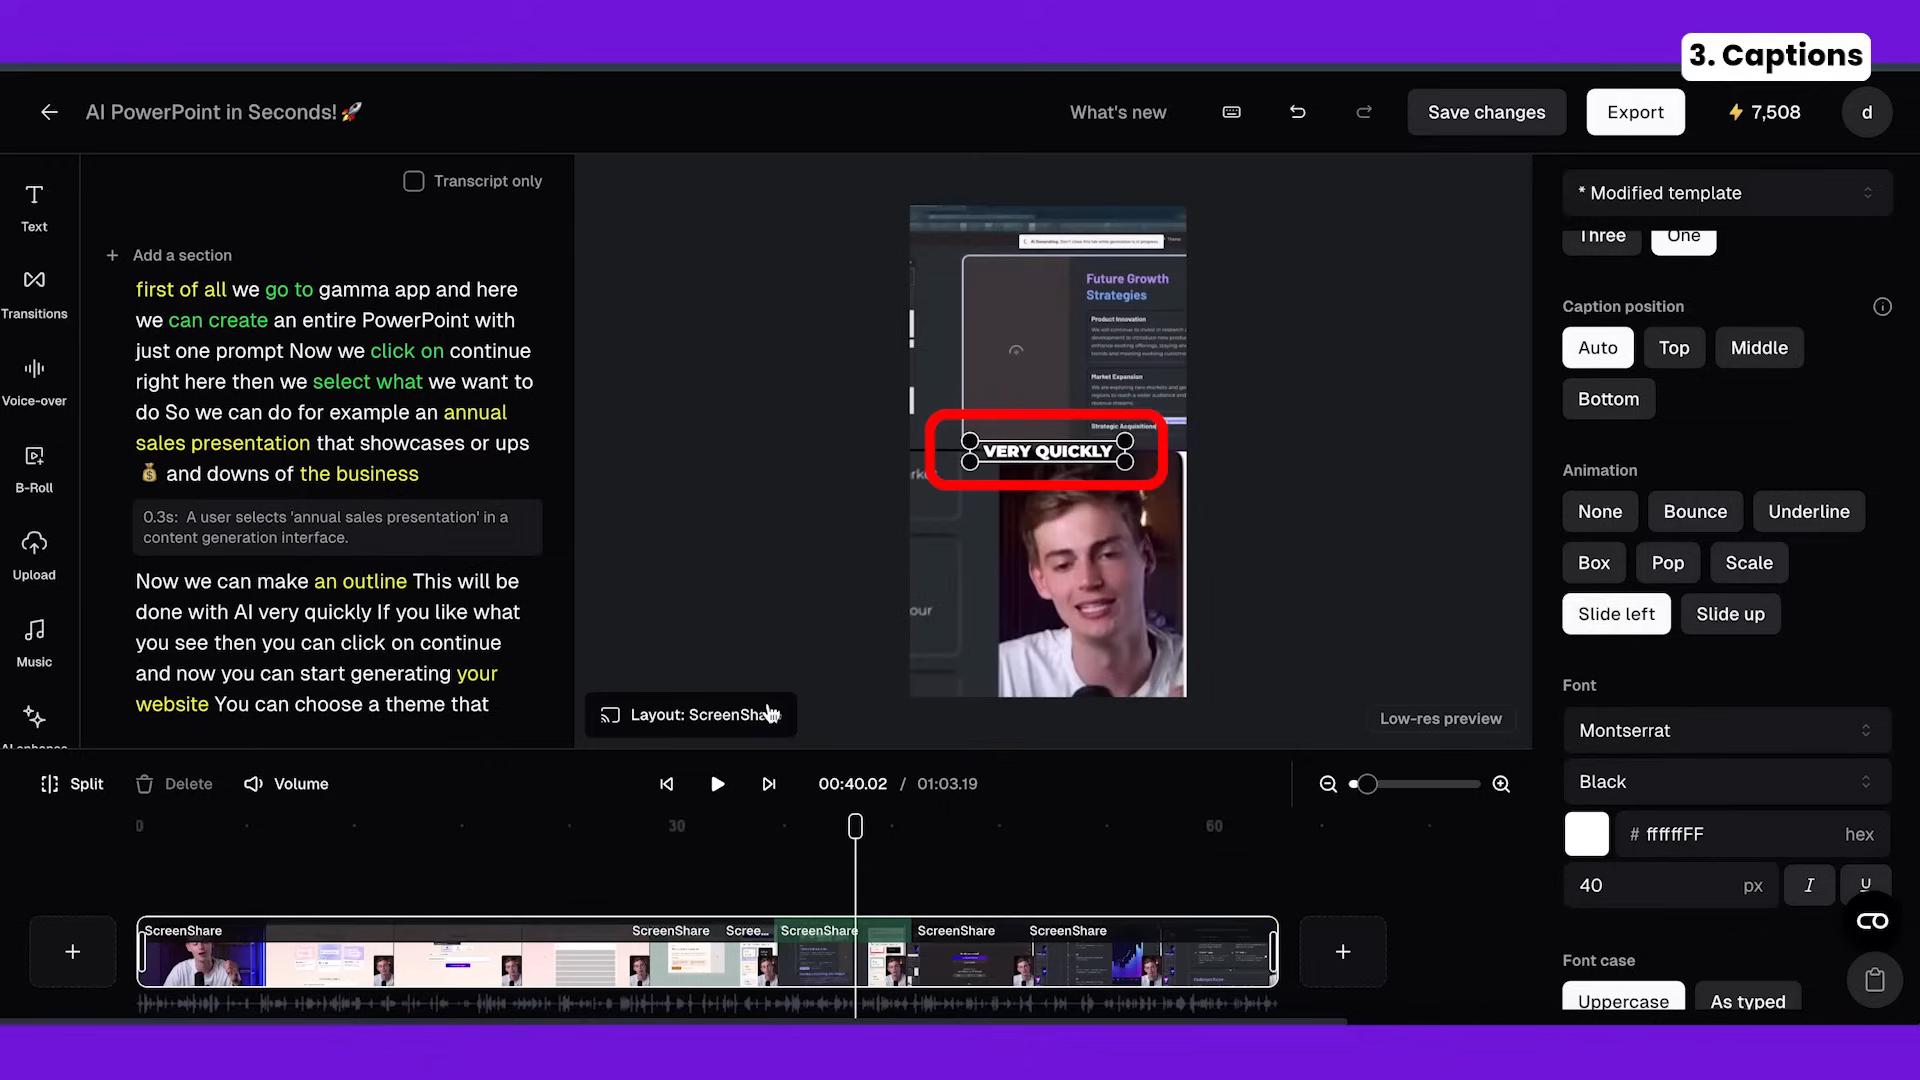 3. Captions
AI PowerPoint in Seconds!🚀
What's new
Save changes
Export
7,508
d
Text
Transitions
Voice-over
B-Roll
Upload
Music
Transcript only
+ Add a section
first of all we go to gamma app and here
we can create an entire PowerPoint with
just one prompt Now we click on continue
right here then we select what we want to
do So we can do for example an annual
sales presentation that showcases or ups
💰 and downs of the business
0.3s: A user selects 'annual sales presentation' in a
content generation interface.
Now we can make an outline This will be
done with AI very quickly If you like what
you see then you can click on continue
and now you can start generating your
website You can choose a theme that
Future Growth
Strategies
Product Innovation
Market Expansion
Strategic Acquisitions
VERY QUICKLY
our
Layout: ScreenSha
Low-res preview
* Modified template
Three
One
Caption position
Auto
Top
Middle
Bottom
Animation
None
Bounce
Underline
Box
Pop
Scale
Slide left
Slide up
Font
Montserrat
Black
# ffffffFF
hex
40
px
I
U
Font case
Uppercase
As typed
Split
Delete
Volume
00:40.02 / 01:03.19
0
30
60
ScreenShare
ScreenShare
Scree...
ScreenShare
ScreenShare
ScreenShare